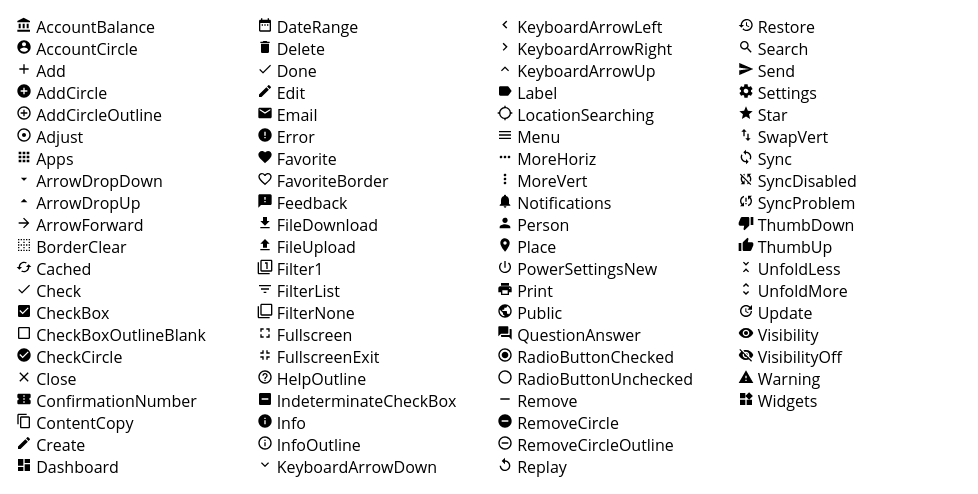 AccountBalance
AccountCircle
Add
AddCircle
AddCircleOutline
Adjust
Apps
ArrowDropDown
ArrowDropUp
ArrowForward
BorderClear
Cached
Check
CheckBox
CheckBoxOutlineBlank
CheckCircle
Close
ConfirmationNumber
ContentCopy
Create
Dashboard
DateRange
Delete
Done
Edit
Email
Error
Favorite
FavoriteBorder
Feedback
FileDownload
FileUpload
Filter1
FilterList
FilterNone
Fullscreen
FullscreenExit
HelpOutline
IndeterminateCheckBox
Info
InfoOutline
KeyboardArrowDown
KeyboardArrowLeft
KeyboardArrowRight
KeyboardArrowUp
Label
LocationSearching
Menu
MoreHoriz
MoreVert
Notifications
Person
Place
PowerSettingsNew
Print
Public
QuestionAnswer
RadioButtonChecked
RadioButtonUnchecked
Remove
RemoveCircle
RemoveCircleOutline
Replay
Restore
Search
Send
Settings
Star
SwapVert
Sync
SyncDisabled
SyncProblem
ThumbDown
ThumbUp
UnfoldLess
UnfoldMore
Update
Visibility
VisibilityOff
Warning
Widgets